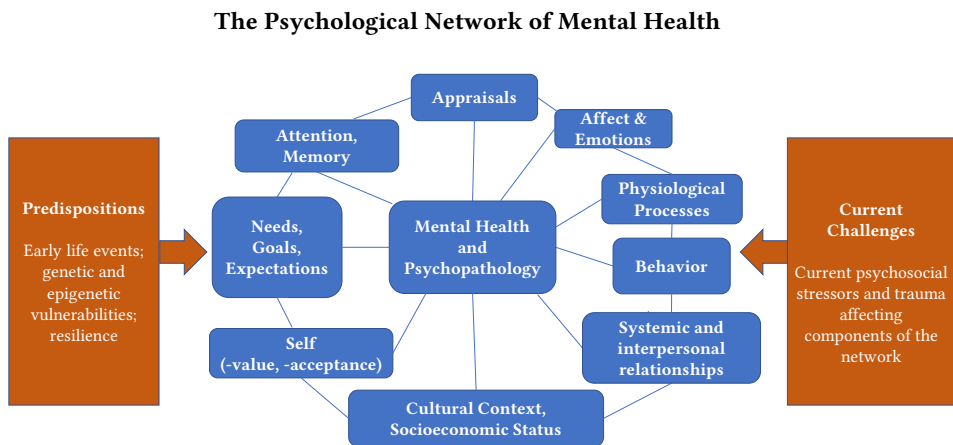 The Psychological Network of Mental Health
Appraisals
Attention,
Memory
Affect &
Emotions
Predispositions
Early life events;
genetic and
epigenetic
vulnerabilities;
resilience
Needs,
Goals,
Expectations
Mental Health
and
Psychopathology
Physiological
Processes
Behavior
Current
Challenges
Current psychosocial
stressors and trauma
affecting
components of the
network
Self
(-value, -acceptance)
Systemic and
interpersonal
relationships
Cultural Context,
Socioeconomic Status